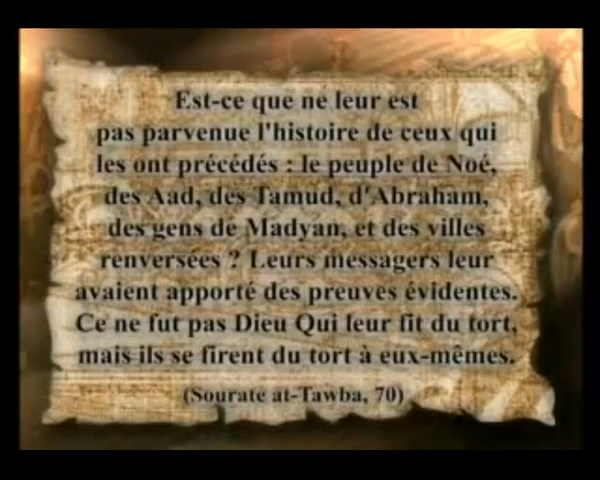 Est-ce que ne leur est
pas parvenue l'histoire de ceux qui
les ont précédés : le peuple de Noé,
des Aad, des Tamud, d'Abraham,
des gens de Madyan, et des villes
renversées ? Leurs messagers leur
avaient apporté des preuves évidentes.
Ce ne fut pas Dieu Qui leur fit du tort,
mais ils se firent du tort à eux-mêmes.
(Sourate at-Tawba, 70)